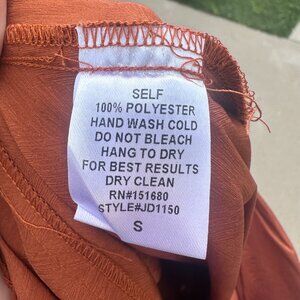 SELF
100% POLYESTER
HAND WASH COLD
DO NOT BLEACH
HANG TO DRY
FOR BEST RESULTS
DRY CLEAN
RN#151680
STYLE#JD1150
S